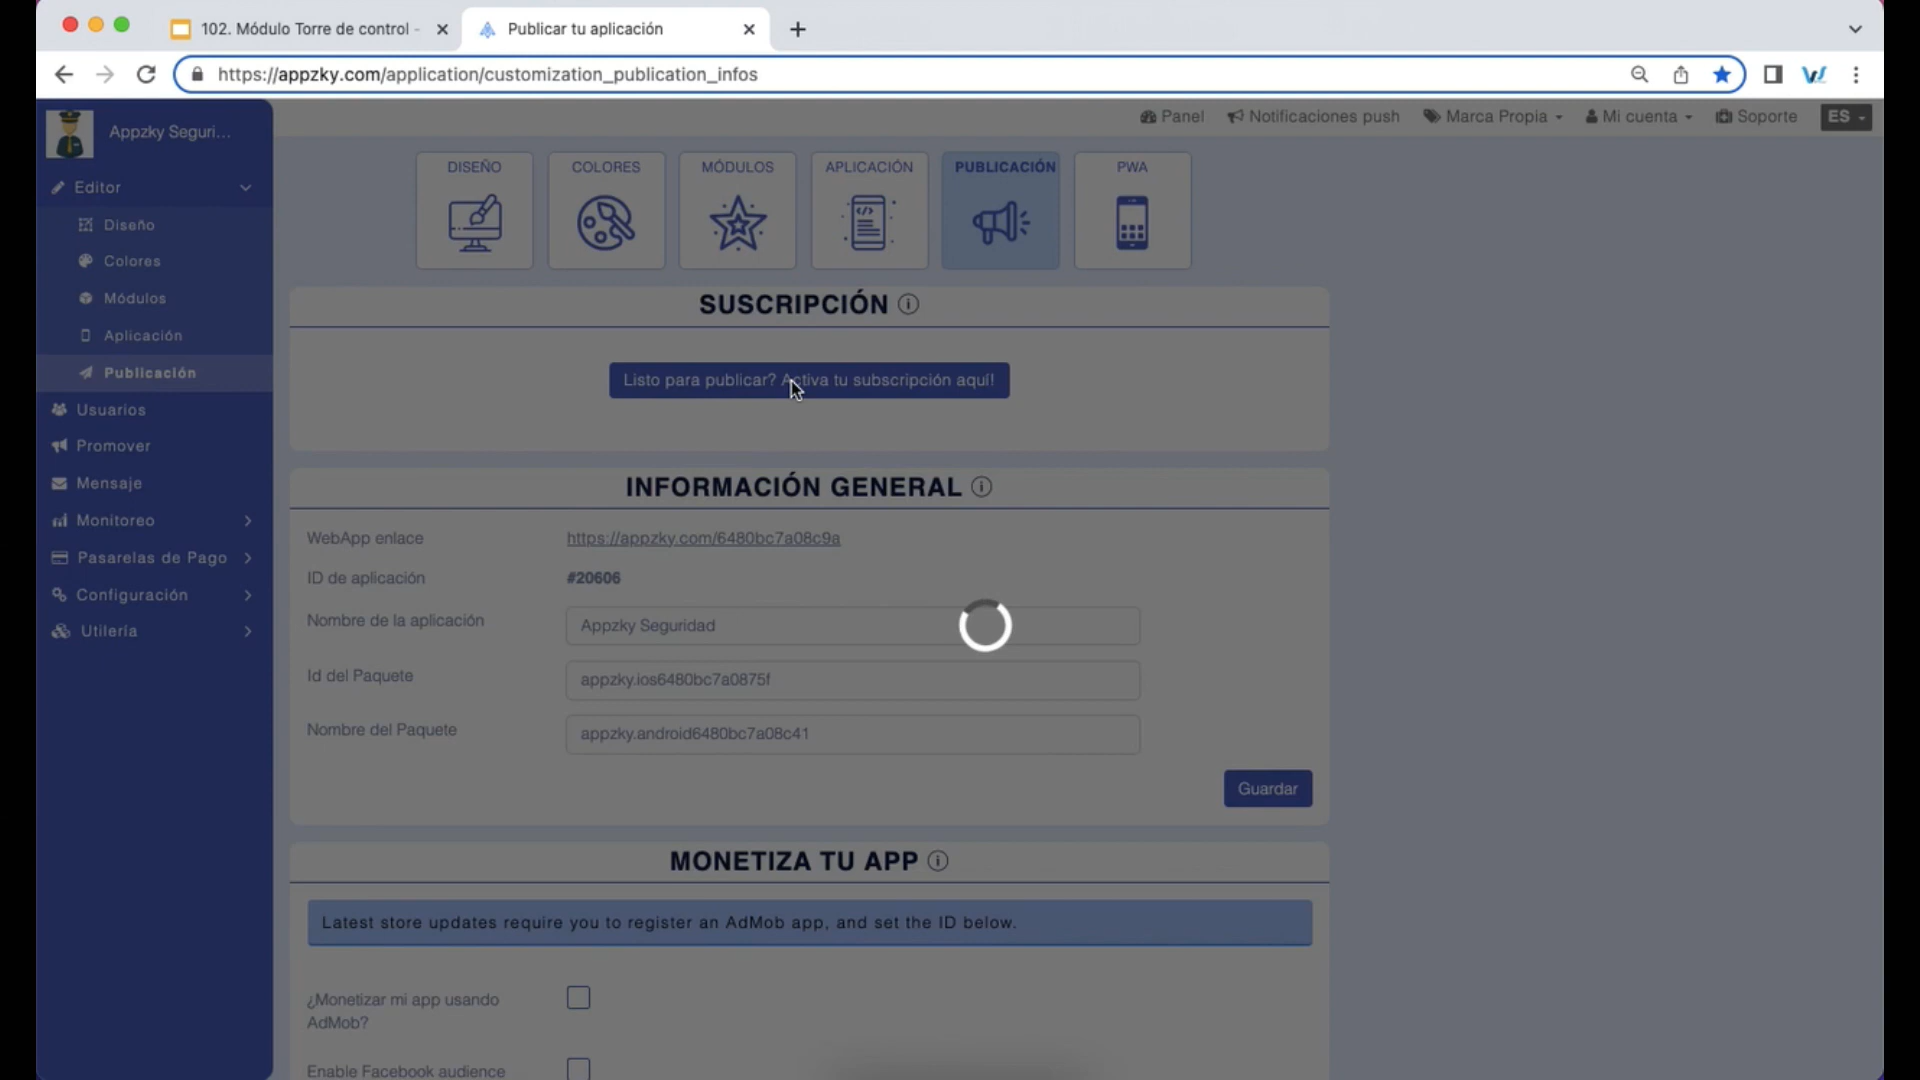 102. Módulo Torre de control -
Publicar tu aplicación
https://appzky.com/application/customization_publication_infos
Appzky Seguri...
Panel
Notificaciones push
Marca Propia
Mi cuenta
Soporte
ES
Editor
Diseño
Colores
Módulos
Aplicación
Publicación
Usuarios
Promover
Mensaje
Monitoreo
Pasarelas de Pago
Configuración
Utilería
DISEÑO
COLORES
MÓDULOS
APLICACIÓN
PUBLICACIÓN
PWA
SUSCRIPCIÓN
Listo para publicar? Activa tu subscripción aquí!
INFORMACIÓN GENERAL
WebApp enlace
https://appzky.com/6480bc7a08c9a
ID de aplicación
#20606
Nombre de la aplicación
Appzky Seguridad
Id del Paquete
appzky.ios6480bc7a0875f
Nombre del Paquete
appzky.android6480bc7a08c41
Guardar
MONETIZA TU APP
Latest store updates require you to register an AdMob app, and set the ID below.
¿Monetizar mi app usando
AdMob?
Enable Facebook audience